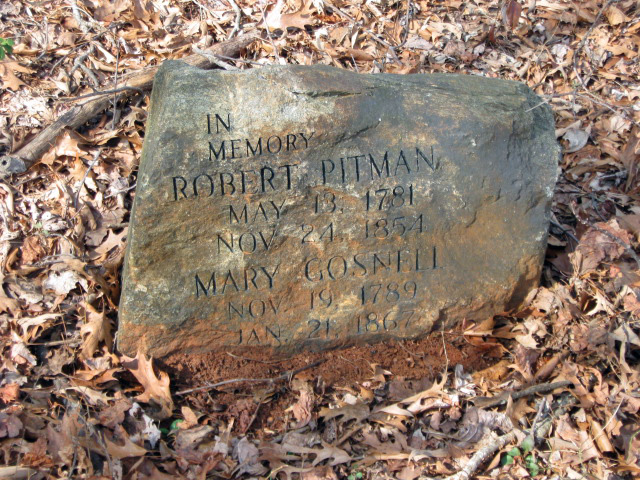 IN
MEMORY
ROBERT PITMAN
MAY 13, 1781
NOV. 24, 1854
MARY GOSNELL
NOV. 19, 1789
JAN. 21, 1867